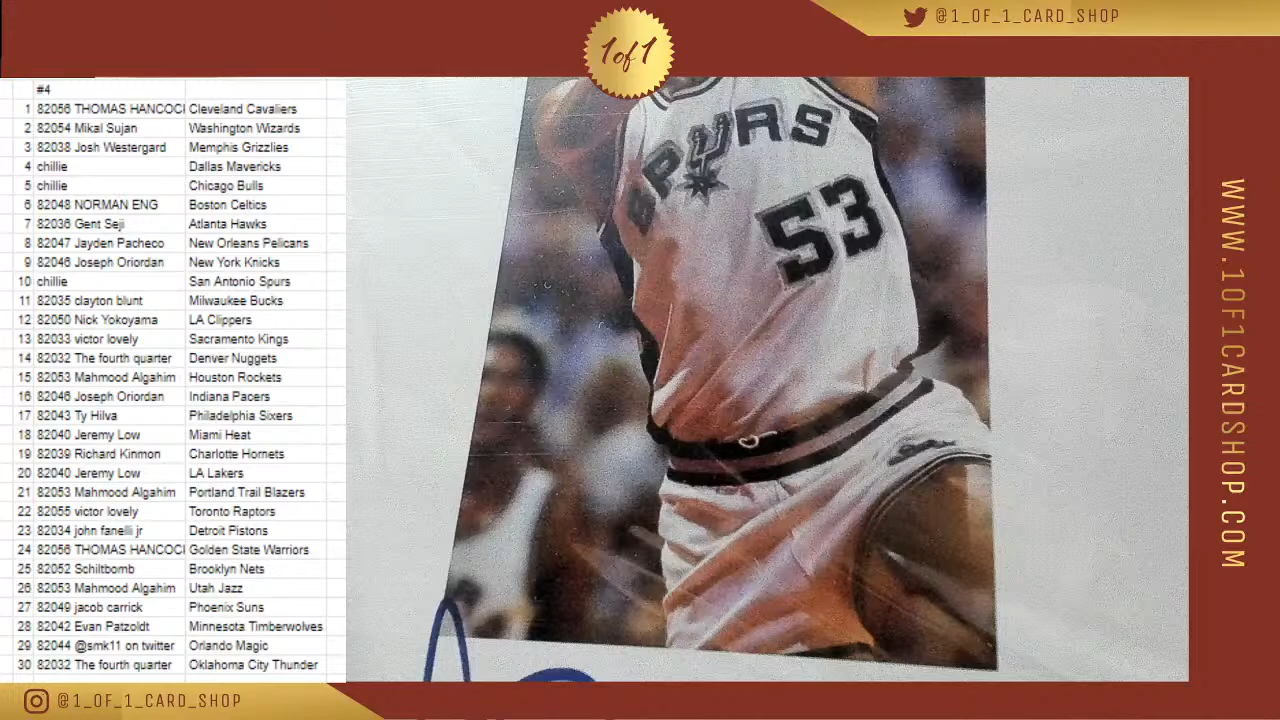 1of1
@1_OF_1_CARD_SHOP
#4
1 82056 THOMAS HANCOC Cleveland Cavaliers
2 82054 Mikal Sujan Washington Wizards
3 82038 Josh Westergard Memphis Grizzlies
4 chillie Dallas Mavericks
5 chillie Chicago Bulls
6 82048 NORMAN ENG Boston Celtics
7 82036 Gent Seji Atlanta Hawks
8 82047 Jayden Pacheco New Orleans Pelicans
9 82046 Joseph Oriordan New York Knicks
10 chillie San Antonio Spurs
11 82035 clayton blunt Milwaukee Bucks
12 82050 Nick Yokoyama LA Clippers
13 82033 victor lovely Sacramento Kings
14 82032 The fourth quarter Denver Nuggets
15 82053 Mahmood Algahim Houston Rockets
16 82046 Joseph Oriordan Indiana Pacers
17 82043 Ty Hilva Philadelphia Sixers
18 82040 Jeremy Low Miami Heat
19 82039 Richard Kinmon Charlotte Hornets
20 82040 Jeremy Low LA Lakers
21 82053 Mahmood Algahim Portland Trail Blazers
22 82055 victor lovely Toronto Raptors
23 82034 john fanelli jr Detroit Pistons
24 82056 THOMAS HANCOC Golden State Warriors
25 82052 Schiltbomb Brooklyn Nets
26 82053 Mahmood Algahim Utah Jazz
27 82049 jacob carrick Phoenix Suns
28 82042 Evan Patzoldt Minnesota Timberwolves
29 82044 @smk11 on twitter Orlando Magic
30 82032 The fourth quarter Oklahoma City Thunder
SPURS
53
WWW.1OF1CARDSHOP.COM
@1_OF_1_CARD_SHOP